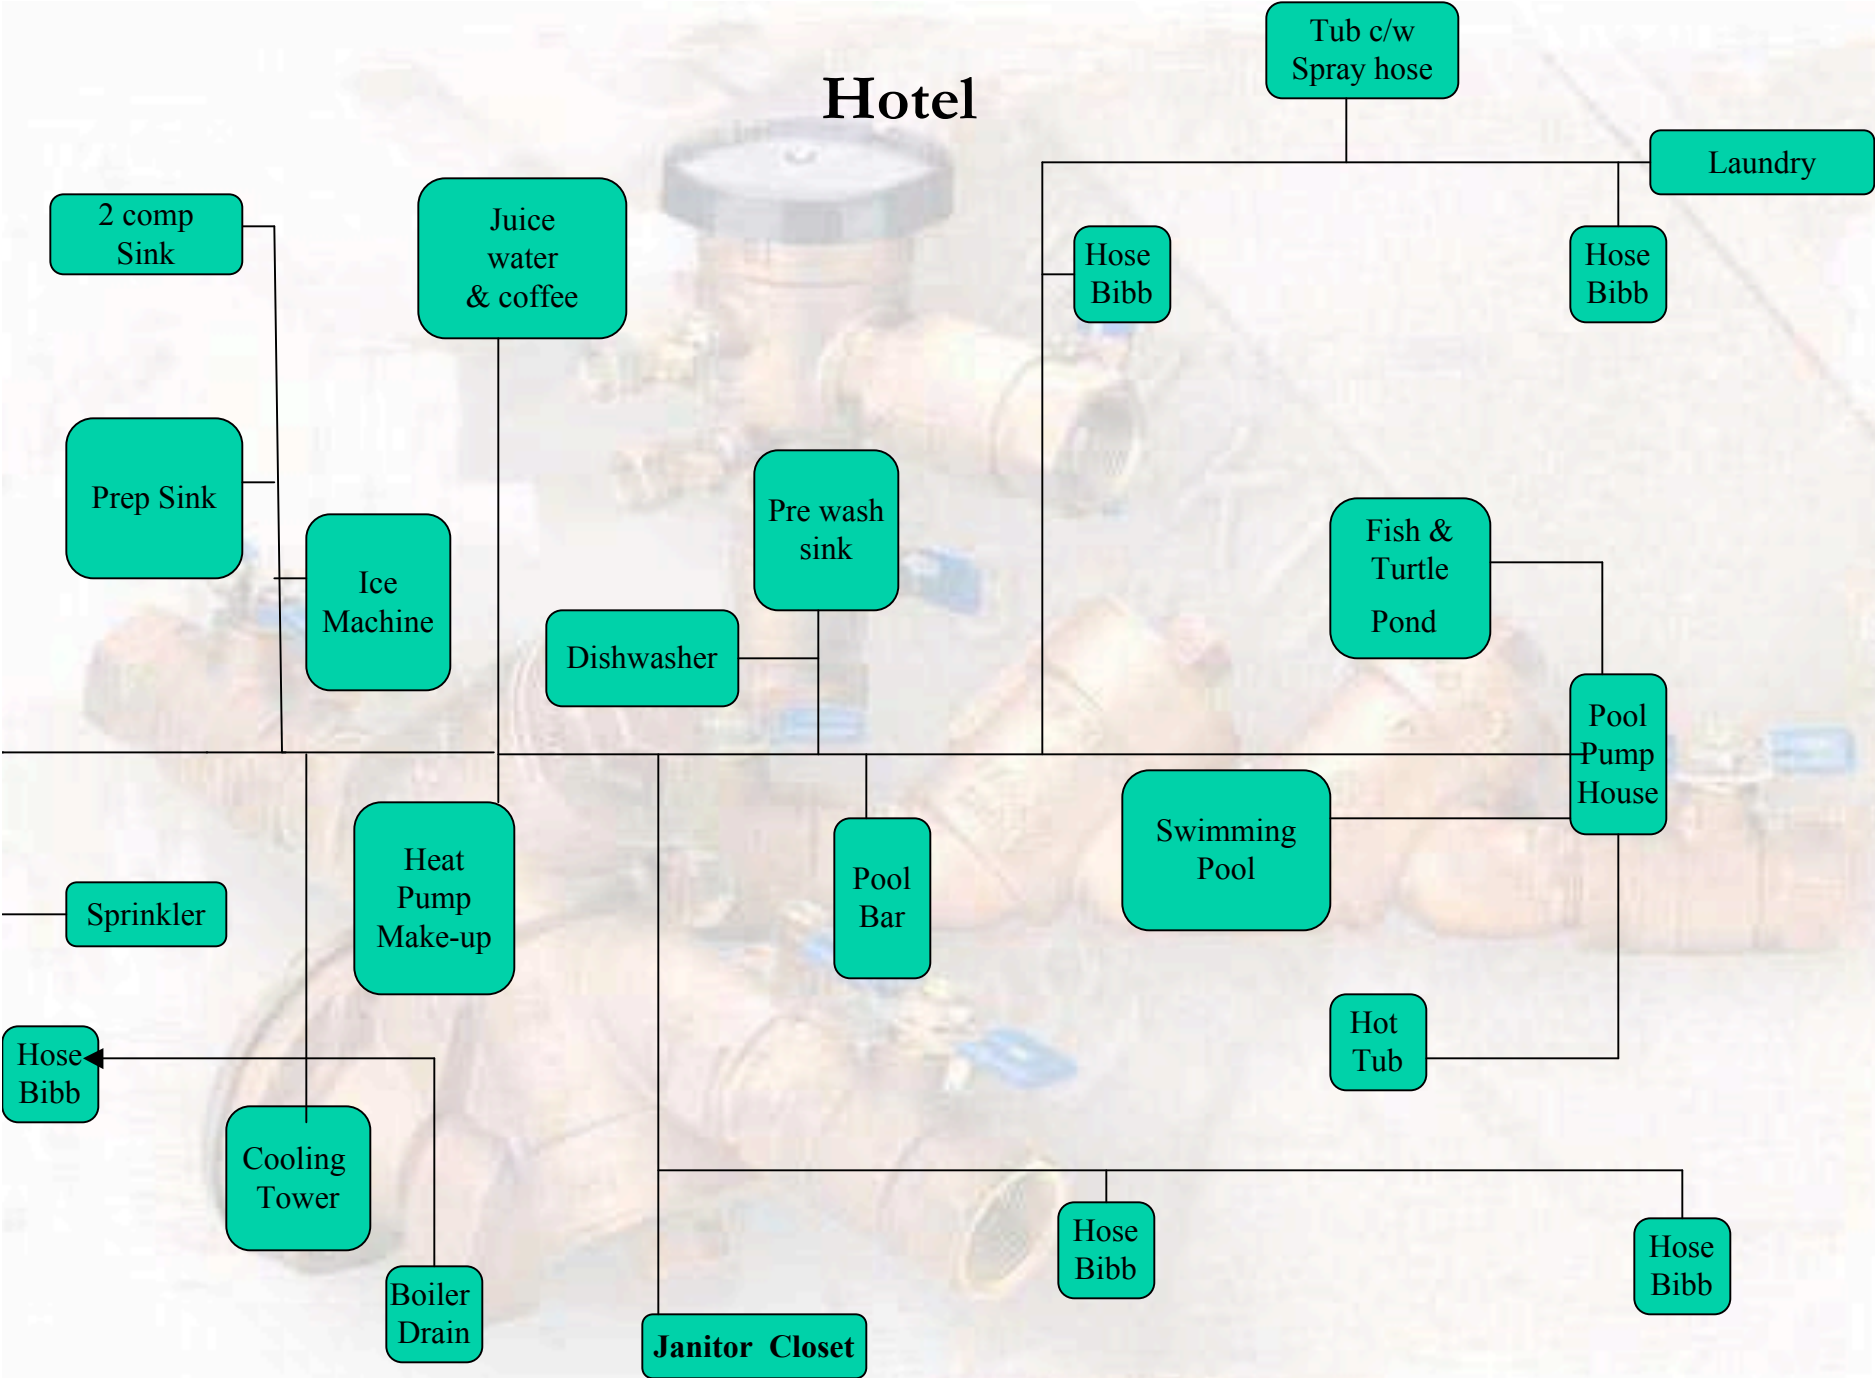 Hotel
Tub c/w
Spray hose
Laundry
2 comp
Sink
Juice
water
& coffee
Hose
Bibb
Hose
Bibb
Prep Sink
Ice
Machine
Pre wash
sink
Dishwasher
Fish &
Turtle
Pond
Pool
Pump
House
Swimming
Pool
Heat
Pump
Make-up
Pool
Bar
Sprinkler
Hose
Bibb
Hot
Tub
Cooling
Tower
Hose
Bibb
Hose
Bibb
Boiler
Drain
Janitor Closet